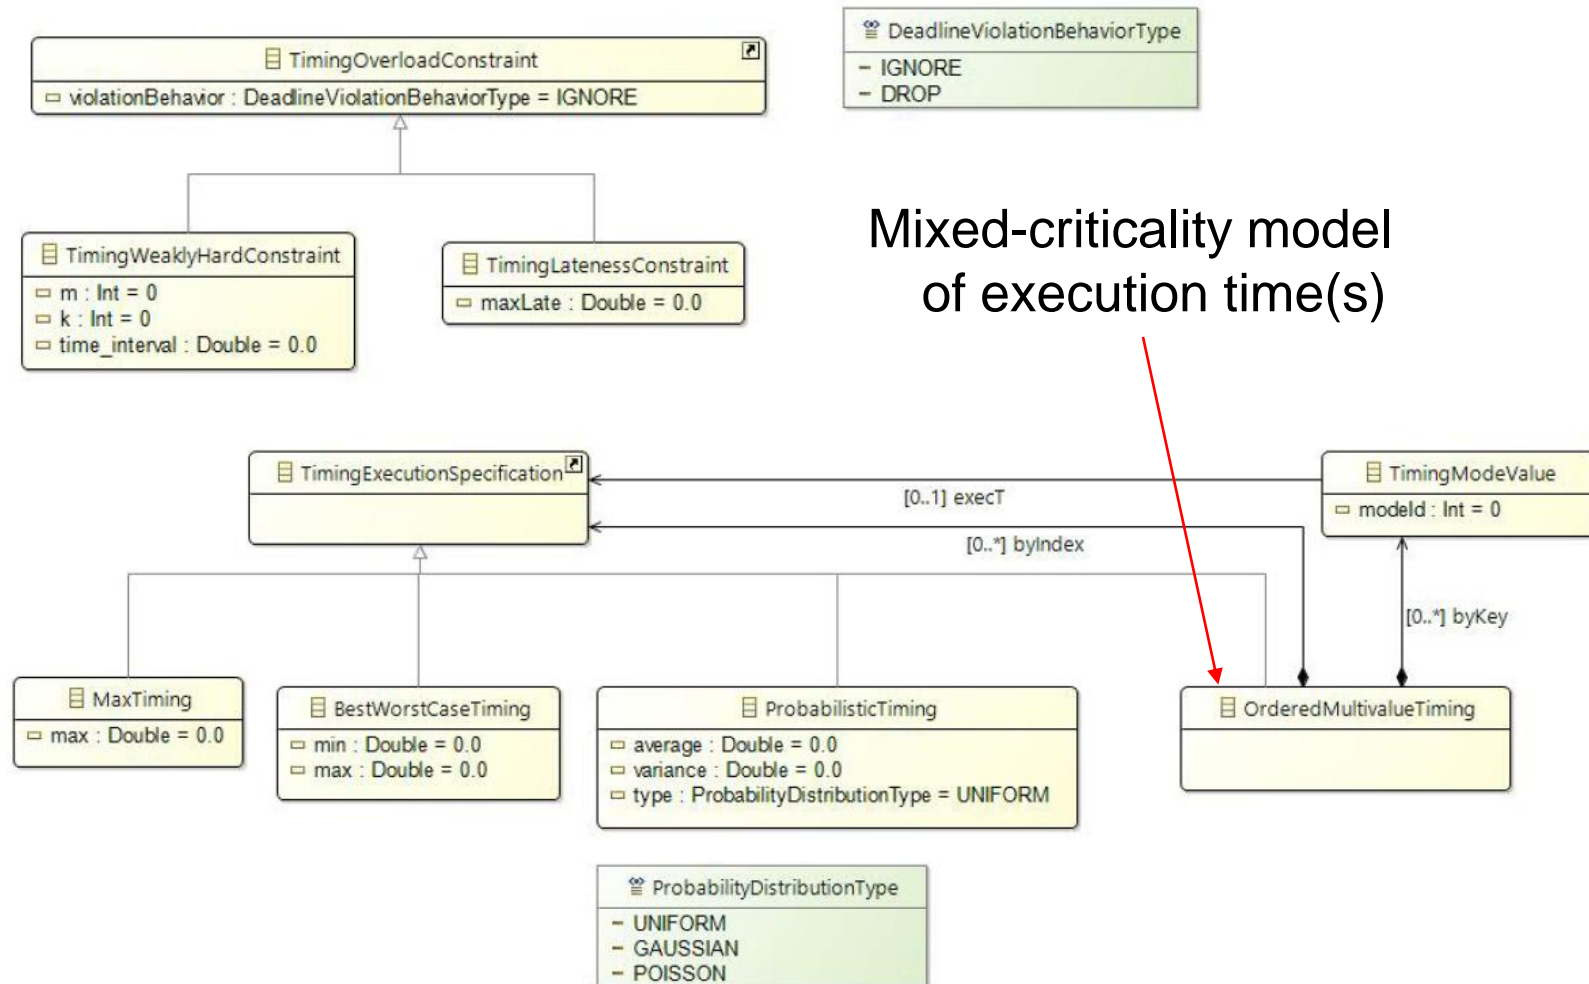 TimingOverloadConstraint
violationBehavior : DeadlineViolationBehaviorType = IGNORE
DeadlineViolationBehaviorType
IGNORE
DROP
TimingWeaklyHardConstraint
m : Int = 0
k : Int = 0
time_interval : Double = 0.0
TimingLatenessConstraint
maxLate : Double = 0.0
Mixed-criticality model
of execution time(s)
TimingExecutionSpecification
[0..1] execT
[0..*] byIndex
TimingModeValue
modeId : Int = 0
[0..*] byKey
MaxTiming
max : Double = 0.0
BestWorstCaseTiming
min : Double = 0.0
max : Double = 0.0
ProbabilisticTiming
average : Double = 0.0
variance : Double = 0.0
type : ProbabilityDistributionType = UNIFORM
OrderedMultivalueTiming
ProbabilityDistributionType
UNIFORM
GAUSSIAN
POISSON